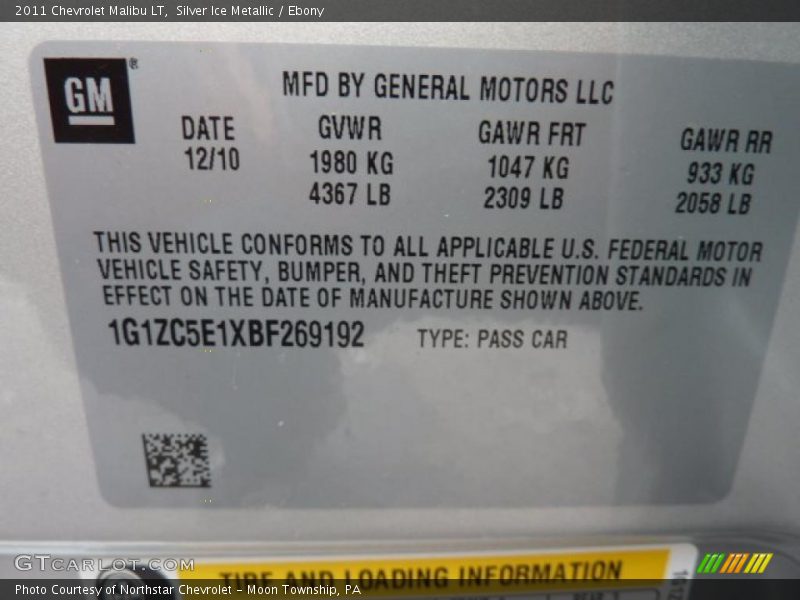 2011 Chevrolet Malibu LT, Silver Ice Metallic / Ebony
GM ®
MFD BY GENERAL MOTORS LLC
DATE GVWR GAWR FRT GAWR RR
12/10 1980 KG 1047 KG 933 KG
4367 LB 2309 LB 2058 LB
THIS VEHICLE CONFORMS TO ALL APPLICABLE U.S. FEDERAL MOTOR
VEHICLE SAFETY, BUMPER, AND THEFT PREVENTION STANDARDS IN
EFFECT ON THE DATE OF MANUFACTURE SHOWN ABOVE.
1G1ZC5E1XBF269192 TYPE: PASS CAR
GTCARLOT.COM
TIRE AND LOADING INFORMATION
Photo Courtesy of Northstar Chevrolet - Moon Township, PA